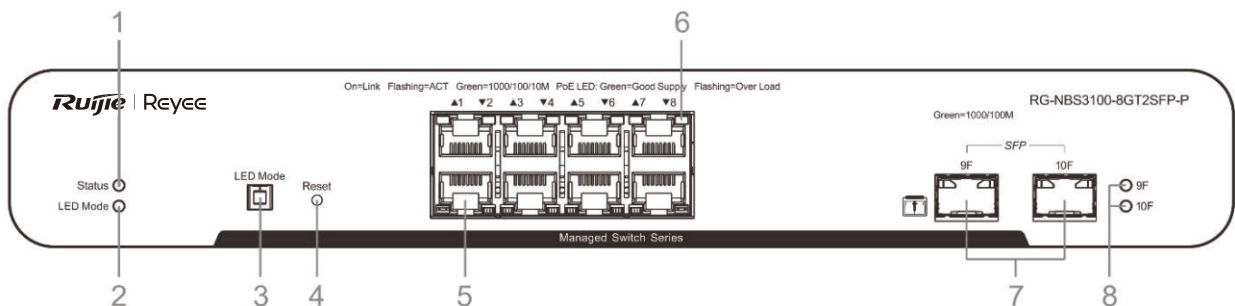 1
6
On=Link Flashing=ACT Green=1000/100/10M PoE LED: Green=Good Supply Flashing=Over Load
Ruijie | Reyee
▲1 ▼2 ▲3 ▼4 ▲5 ▼6 ▲7 ▼8
RG-NBS3100-8GT2SFP-P
Green=1000/100M
SFP
9F 10F
LED Mode
Reset
Status
LED Mode
9F
10F
Managed Switch Series
2 3 4 5 7 8